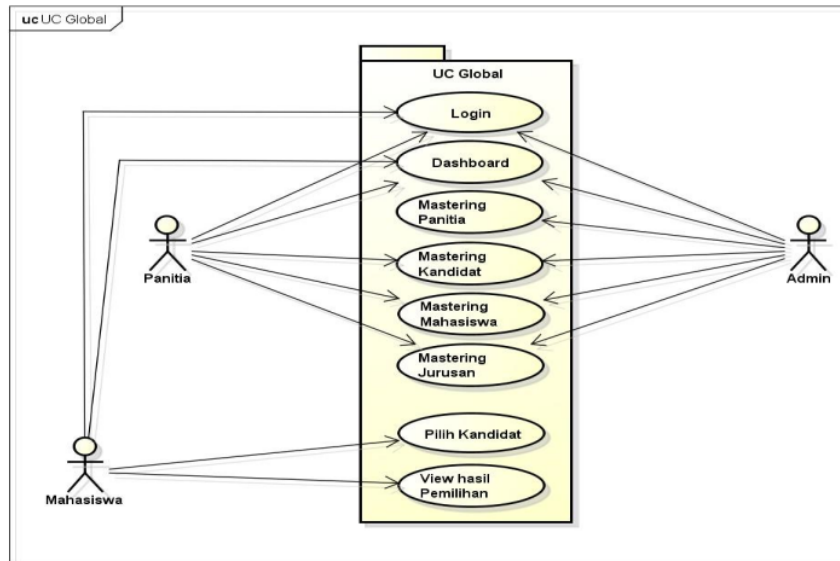 uc UC Global
UC Global
Login
Dashboard
Mastering
Panitia
Mastering
Kandidat
Mastering
Mahasiswa
Mastering
Jurusan
Pilih Kandidat
View hasil
Pemilihan
Panitia
Admin
Mahasiswa